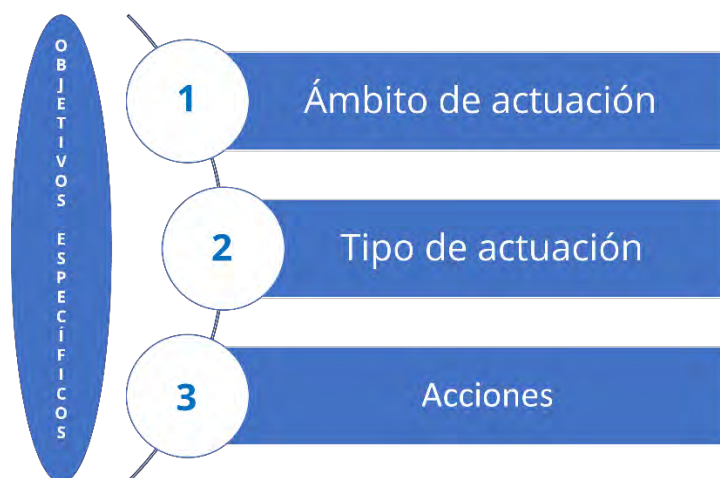 OBJETIVOS ESPECÍFICOS
1
Ámbito de actuación
2
Tipo de actuación
3
Acciones